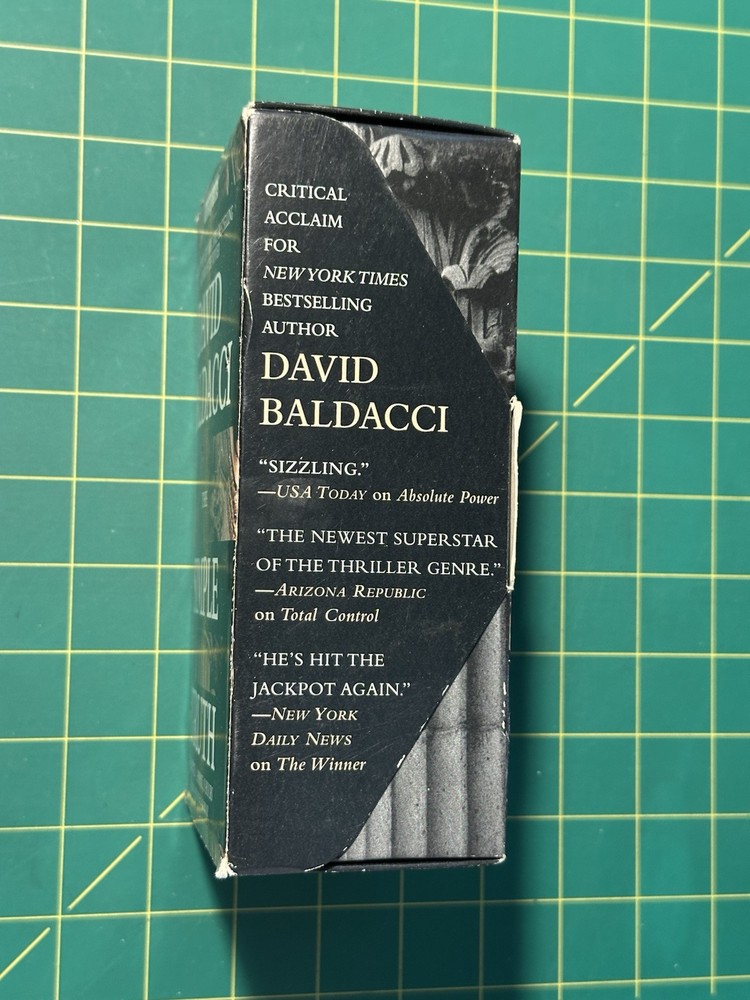 CRITICAL
ACCLAIM
FOR
NEW YORK TIMES
BESTSELLING
AUTHOR
DAVID
BALDACCI
“SIZZLING.”
—USA TODAY on Absolute Power
“THE NEWEST SUPERSTAR
OF THE THRILLER GENRE.”
—ARIZONA REPUBLIC
on Total Control
“HE’S HIT THE
JACKPOT AGAIN.”
—NEW YORK
DAILY NEWS
on The Winner